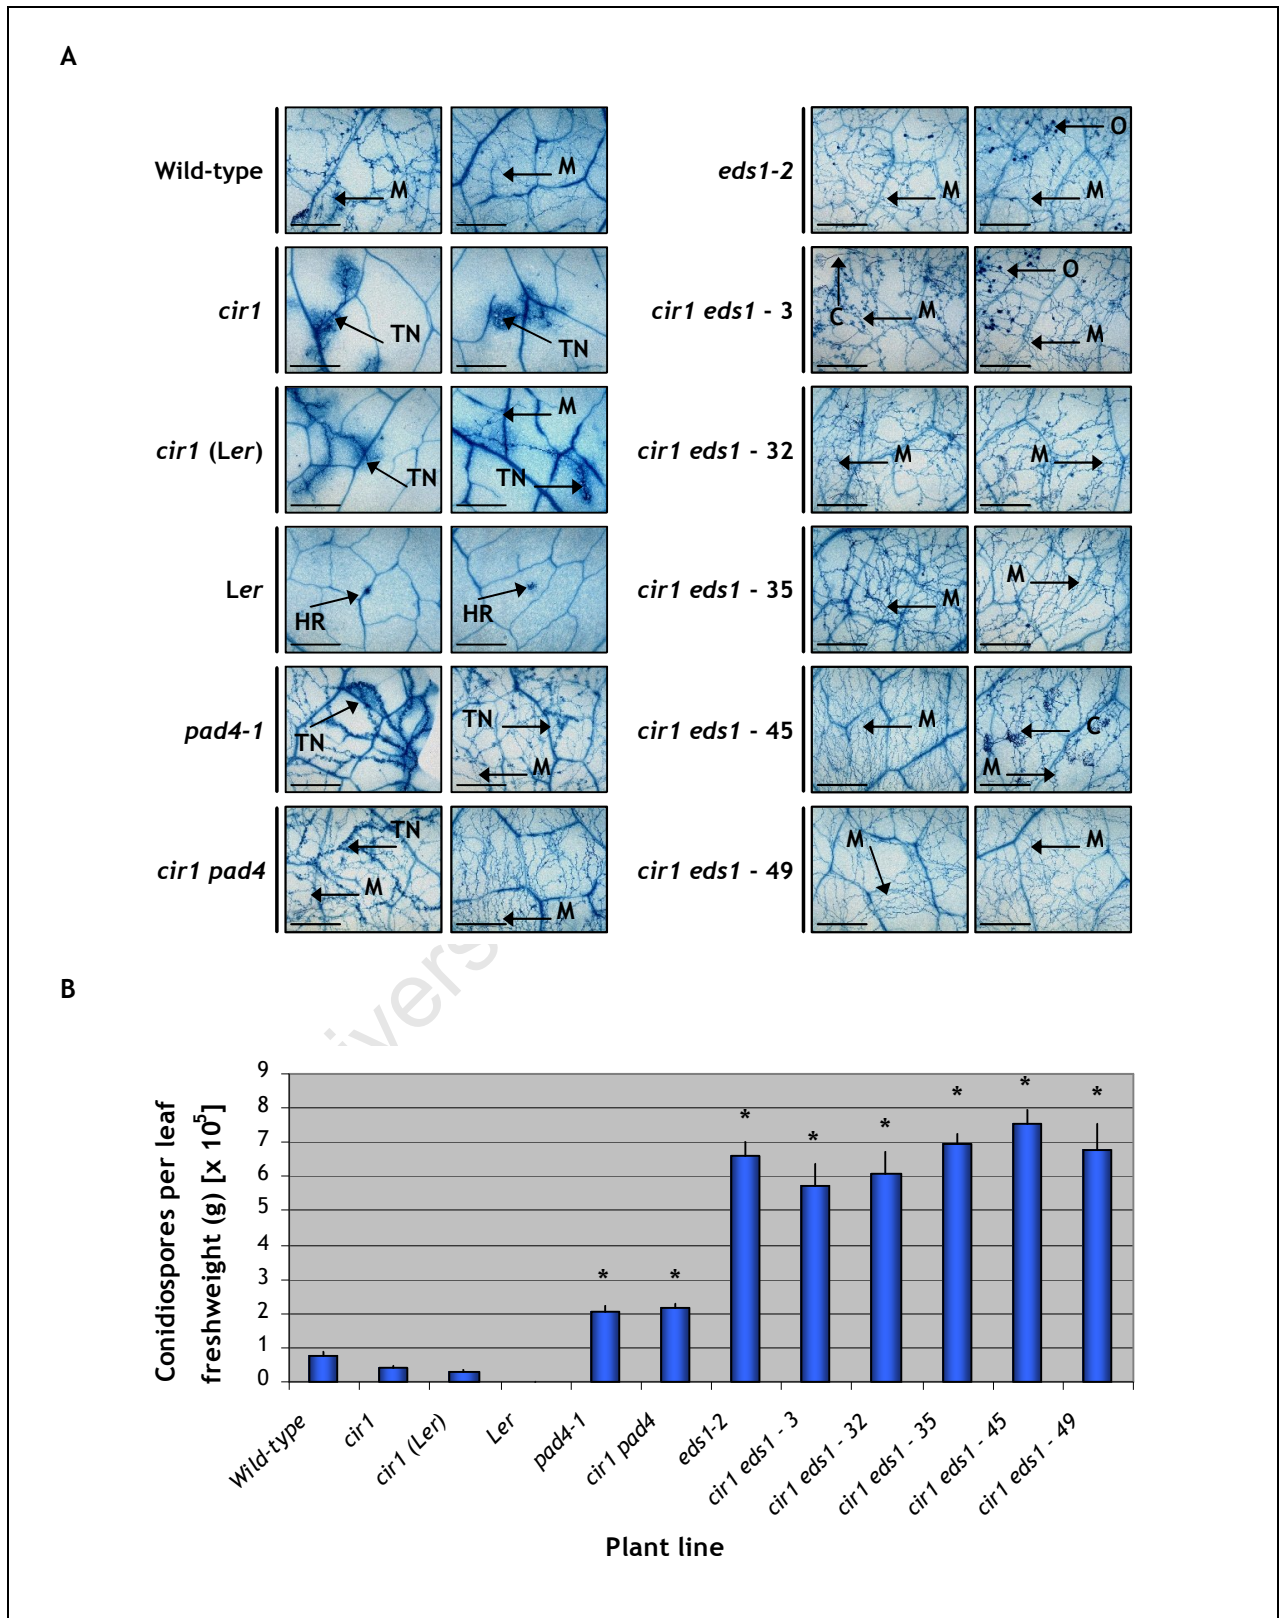 A
Wild-type
M
M
eds1-2
M
O
M
cir1
TN
TN
cir1 eds1 - 3
C
M
O
M
cir1 (Ler)
TN
M
TN
cir1 eds1 - 32
M
M
Ler
HR
HR
cir1 eds1 - 35
M
M
pad4-1
TN
TN
M
cir1 eds1 - 45
M
C
M
cir1 pad4
TN
M
M
cir1 eds1 - 49
M
M
B
Conidiospores per leaf
freshweight (g) [x 10⁵]
9
8
7
6
5
4
3
2
1
0
*
*
*
*
*
*
*
*
Wild-type
cir1
cir1 (Ler)
Ler
pad4-1
cir1 pad4
eds1-2
cir1 eds1 - 3
cir1 eds1 - 32
cir1 eds1 - 35
cir1 eds1 - 45
cir1 eds1 - 49
Plant line